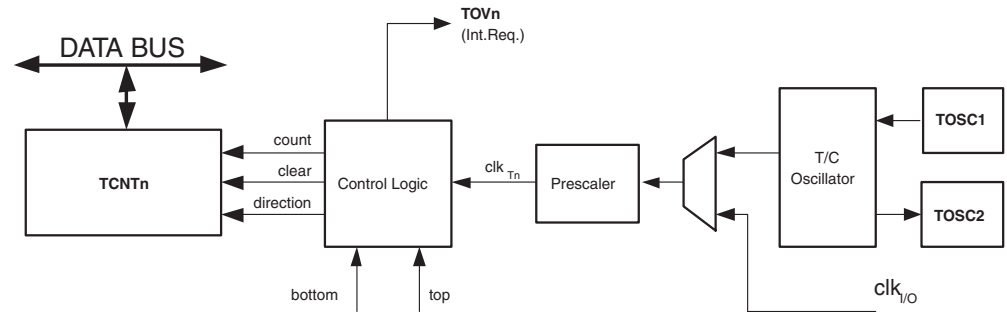 TOVn
(Int.Req.)
DATA BUS
TOSC1
count
TCNTn
clear
Control Logic
clk Tn
Prescaler
T/C
Oscillator
direction
TOSC2
bottom
top
clk I/O